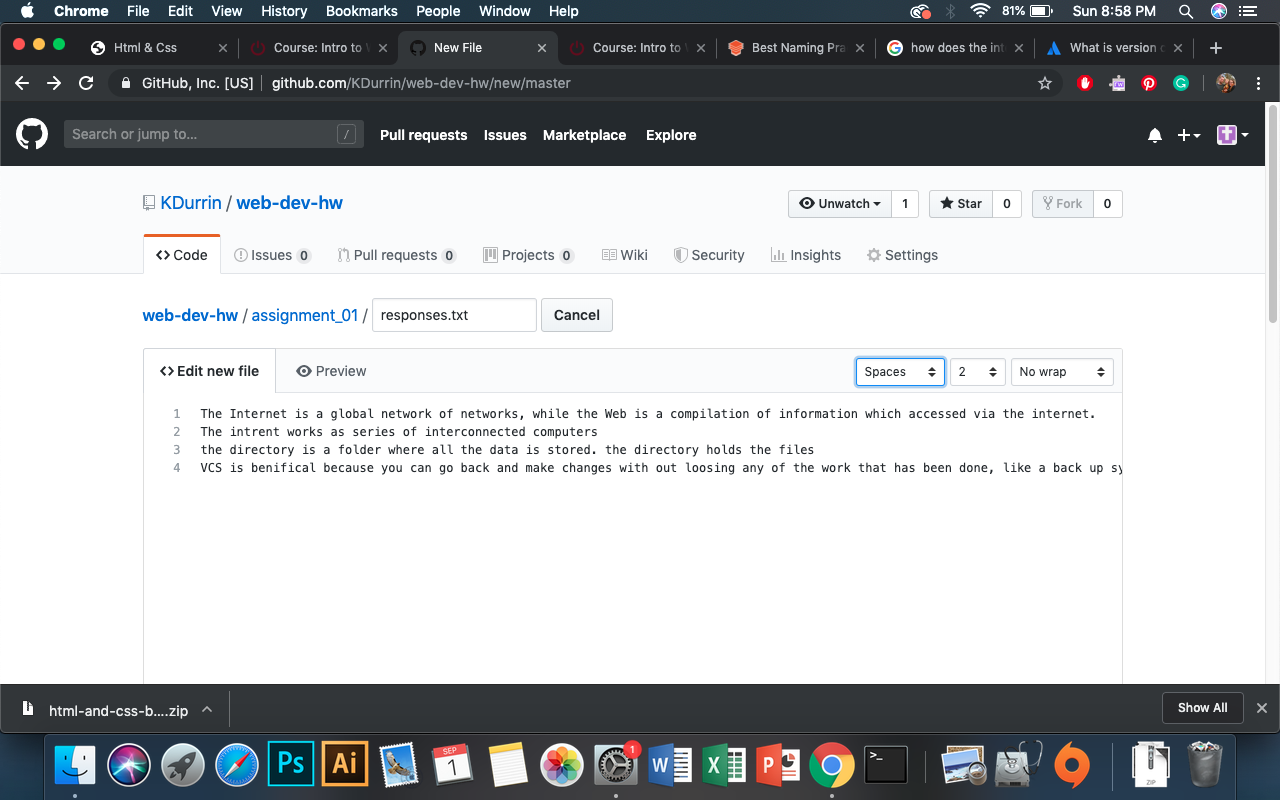 Chrome File Edit View History Bookmarks People Window Help 81% Sun 8:58 PM
Html & Css Course: Intro to New File Course: Intro to Best Naming Pra how does the int What is version
GitHub, Inc. [US] github.com/KDurrin/web-dev-hw/new/master
Search or jump to... / Pull requests Issues Marketplace Explore
KDurrin / web-dev-hw Unwatch 1 Star 0 Fork 0
Code Issues 0 Pull requests 0 Projects 0 Wiki Security Insights Settings
web-dev-hw / assignment_01 / responses.txt Cancel
<> Edit new file Preview Spaces 2 No wrap
1 The Internet is a global network of networks, while the Web is a compilation of information which accessed via the internet.
2 The intrent works as series of interconnected computers
3 the directory is a folder where all the data is stored. the directory holds the files
4 VCS is benifical because you can go back and make changes with out loosing any of the work that has been done, like a back up sy
html-and-css-b....zip Show All
Ps Ai SEP 1 1 W X P >_ ZIP